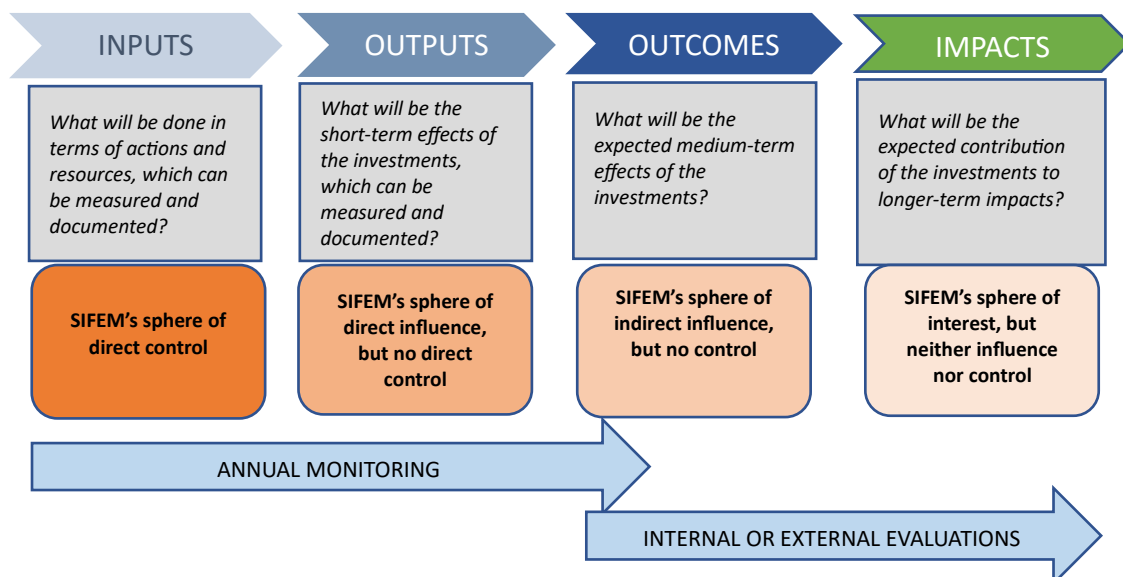 INPUTS
OUTPUTS
OUTCOMES
IMPACTS
What will be done in
terms of actions and
resources, which can
be measured and
documented?
What will be the
short-term effects of
the investments,
which can be
measured and
documented?
What will be the
expected medium-term
effects of the
investments?
What will be the
expected contribution
of the investments to
longer-term impacts?
SIFEM’s sphere of
direct control
SIFEM’s sphere of
direct influence,
but no direct
control
SIFEM’s sphere of
indirect influence,
but no control
SIFEM’s sphere of
interest, but
neither influence
nor control
ANNUAL MONITORING
INTERNAL OR EXTERNAL EVALUATIONS